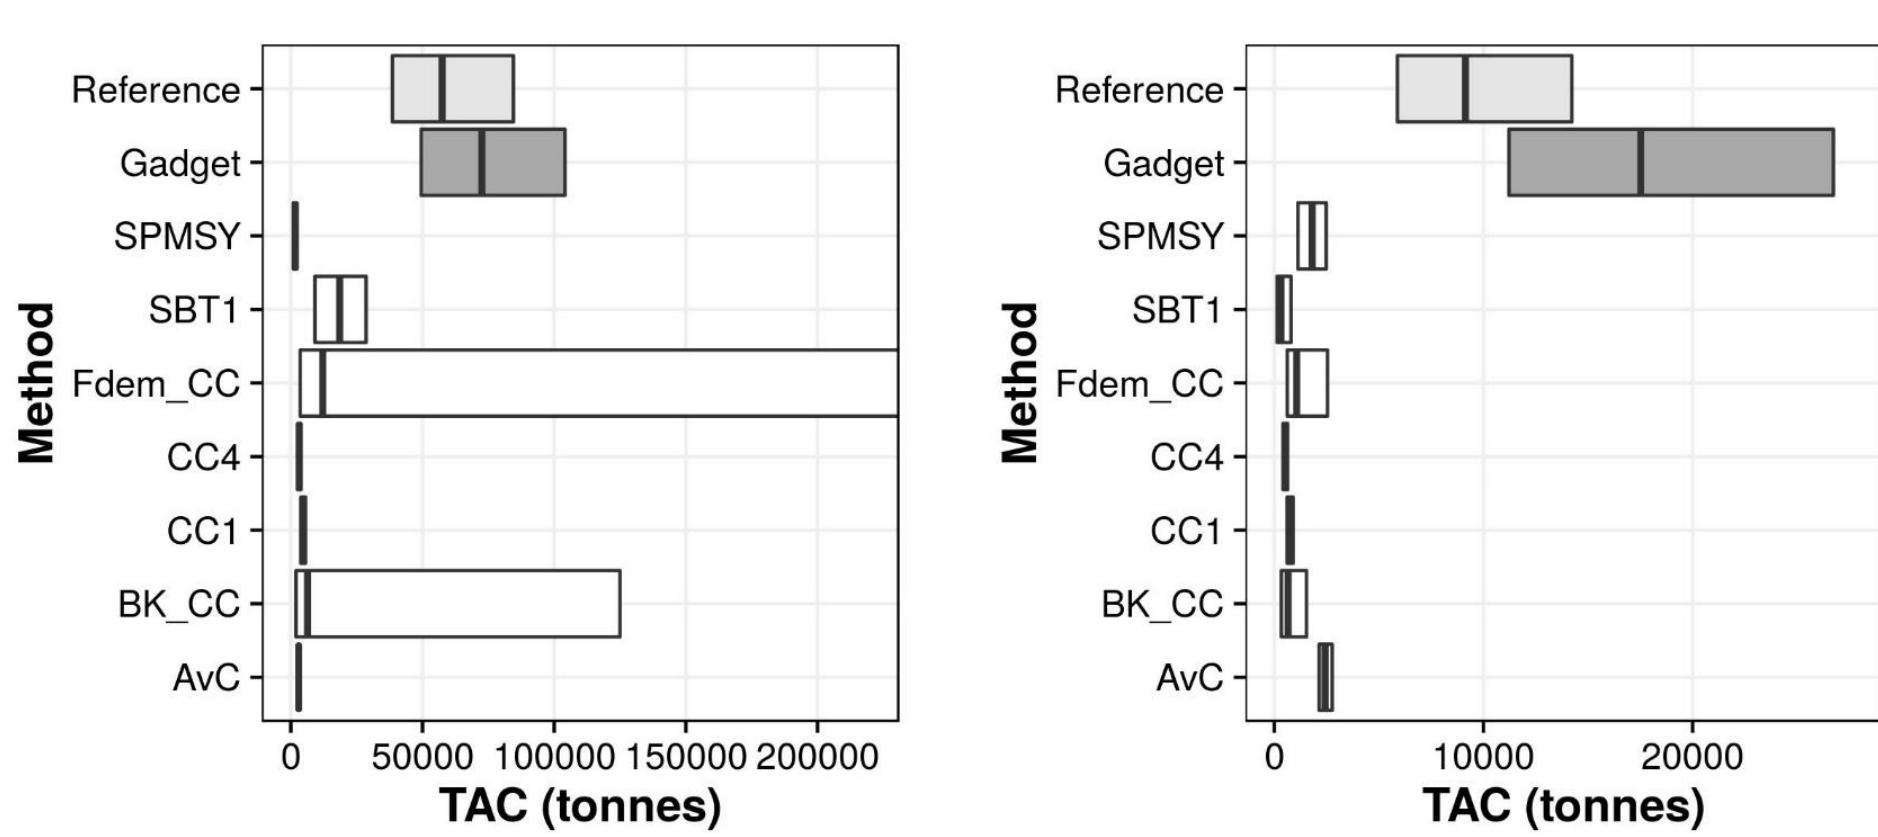 Method
Reference
Gadget
SPMSY
SBT1
Fdem_CC
CC4
CC1
BK_CC
AvC
0 50000 100000 150000 200000
TAC (tonnes)
Method
Reference
Gadget
SPMSY
SBT1
Fdem_CC
CC4
CC1
BK_CC
AvC
0 10000 20000
TAC (tonnes)